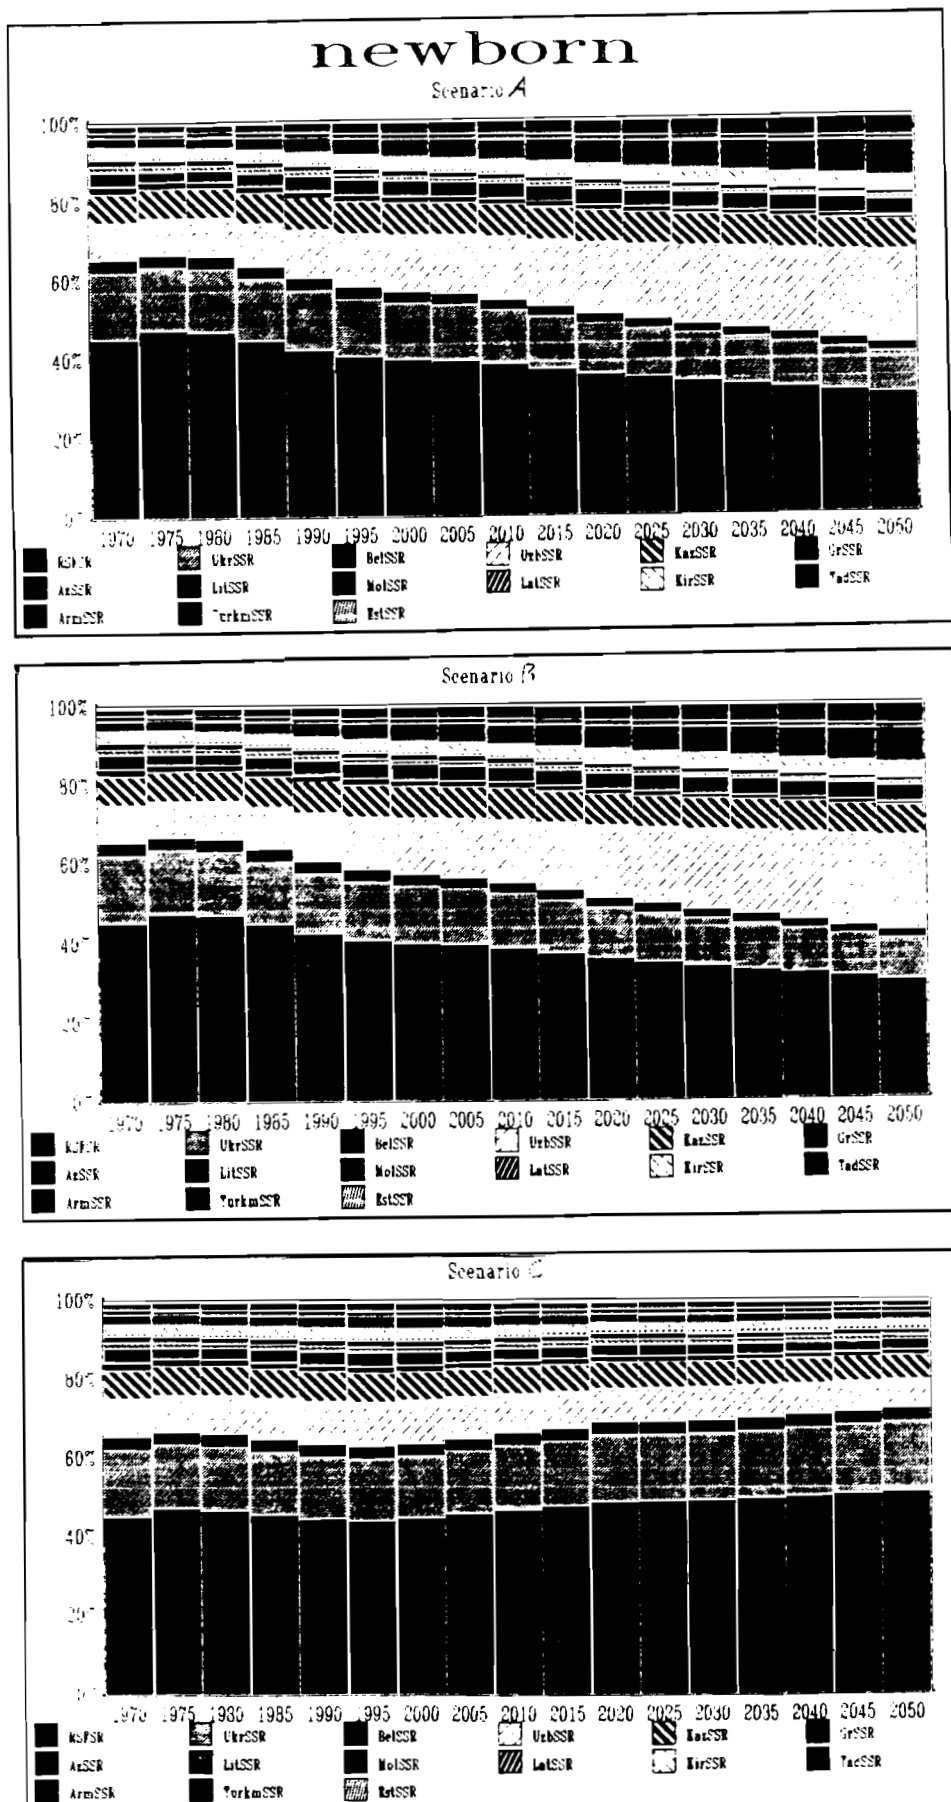 newborn
Scenario A
100%
80%
60%
40%
20%
1970 1975 1980 1985 1990 1995 2000 2005 2010 2015 2020 2025 2030 2035 2040 2045 2050
UkrSSR BelSSR UzbSSR KazSSR GrSSR
AzSSR LitSSR MolSSR LatSSR KirSSR TadSSR
ArmSSR TurkmSSR EstSSR
Scenario B
100%
80%
60%
40%
1970 1975 1980 1985 1990 1995 2000 2005 2010 2015 2020 2025 2030 2035 2040 2045 2050
UkrSSR BelSSR UzbSSR KazSSR GrSSR
AzSSR LitSSR MolSSR LatSSR KirSSR TadSSR
ArmSSR TurkmSSR EstSSR
Scenario C
100%
80%
60%
40%
1970 1975 1980 1985 1990 1995 2000 2005 2010 2015 2020 2025 2030 2035 2040 2045 2050
RSFSR UkrSSR BelSSR UzbSSR KazSSR GrSSR
AzSSR LitSSR MolSSR LatSSR KirSSR TadSSR
ArmSSR TurkmSSR EstSSR